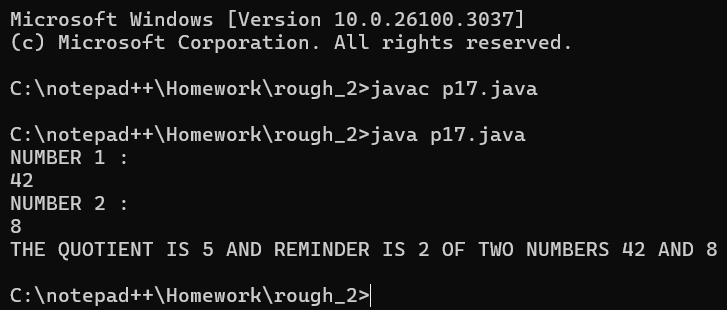 Microsoft Windows [Version 10.0.26100.3037]
(c) Microsoft Corporation. All rights reserved.
C:\notepad++\Homework\rough_2>javac p17.java
C:\notepad++\Homework\rough_2>java p17.java
NUMBER 1 :
42
NUMBER 2 :
8
THE QUOTIENT IS 5 AND REMINDER IS 2 OF TWO NUMBERS 42 AND 8
C:\notepad++\Homework\rough_2>